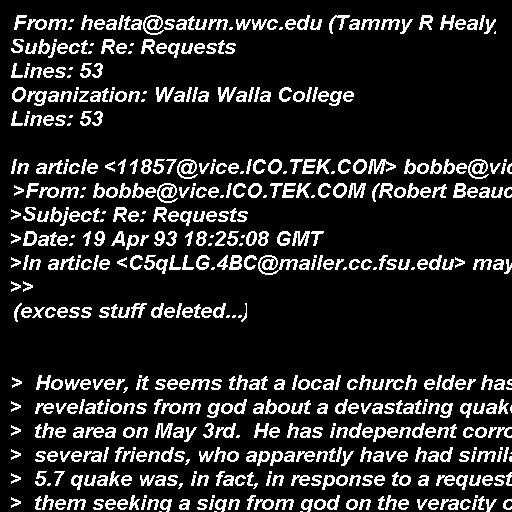 From: healta@saturn.wwc.edu (Tammy R Healy
Subject: Re: Requests
Lines: 53
Organization: Walla Walla College
Lines: 53
In article <11857@vice.ICO.TEK.COM> bobbe@vic
>From: bobbe@vice.ICO.TEK.COM (Robert Beauc
>Subject: Re: Requests
>Date: 19 Apr 93 18:25:08 GMT
>In article <C5qLLG.4BC@mailer.cc.fsu.edu> may
>>
(excess stuff deleted...)
> However, it seems that a local church elder has
> revelations from god about a devastating quak
> the area on May 3rd. He has independent corro
> several friends, who apparently have had simila
> 5.7 quake was, in fact, in response to a request
> them seeking a sign from god on the veracity o